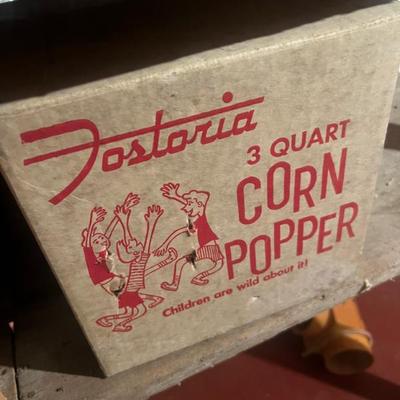 Fostoria
3 QUART
CORN
POPPER
Children are wild about it!